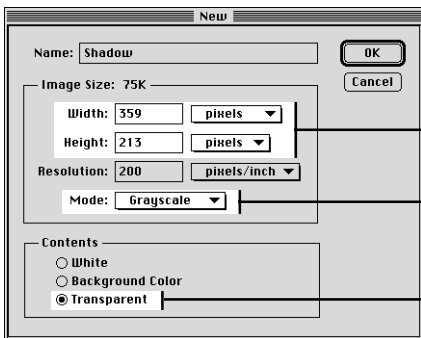 New
Name: Shadow
OK
Cancel
Image Size: 75K
Width: 359 pixels
Height: 213 pixels
Resolution: 200 pixels/inch
Mode: Grayscale
Contents
White
Background Color
Transparent